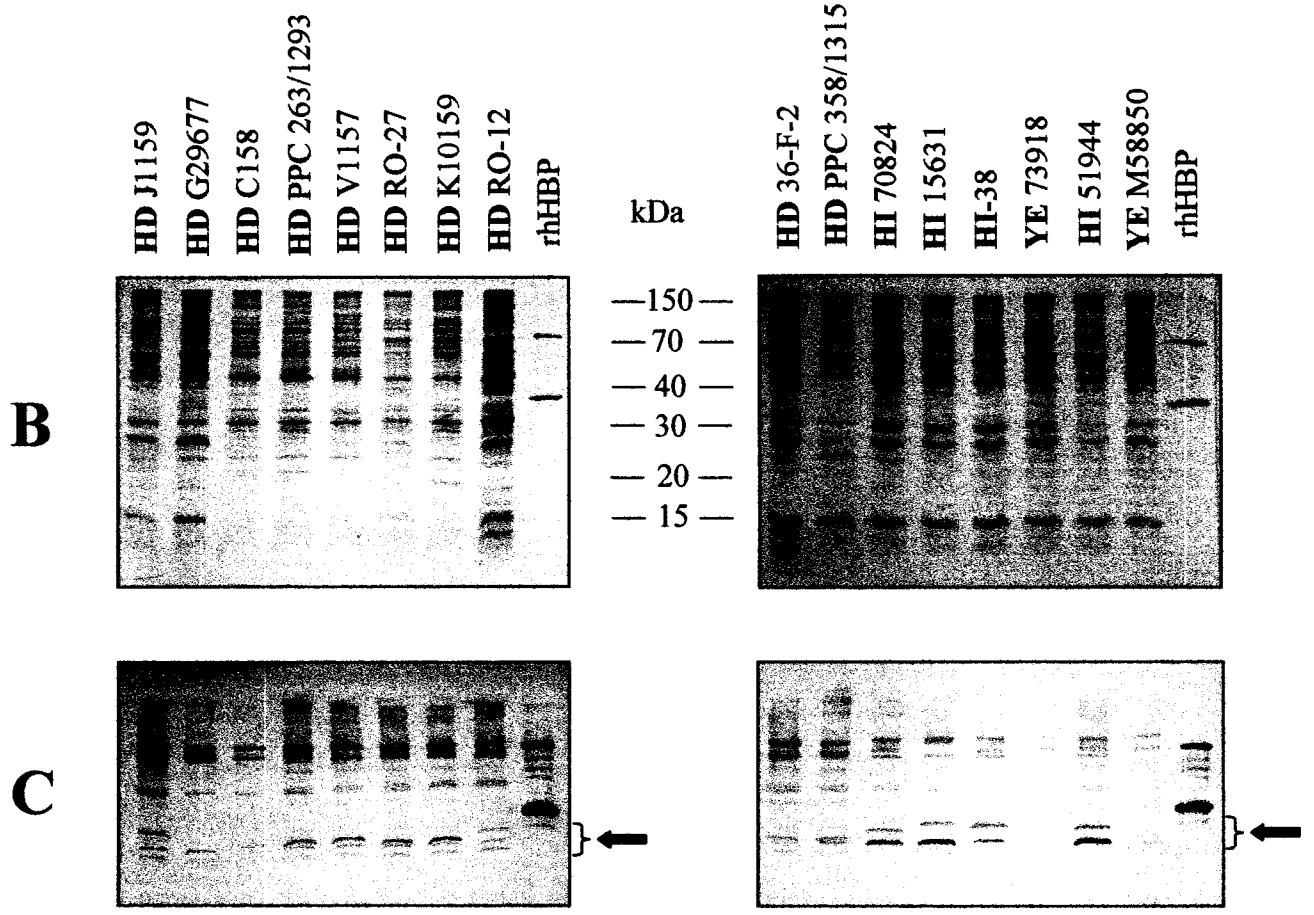 HD J1159
HD G29677
HD C158
HD PPC 263/1293
HD V1157
HD RO-27
HD K10159
HD RO-12
rhHBP
kDa
HD 36-F-2
HD PPC 358/1315
HI 70824
HI 15631
HI-38
YE 73918
HI 51944
YE M58850
rhHBP
B
150
70
40
30
20
15
C